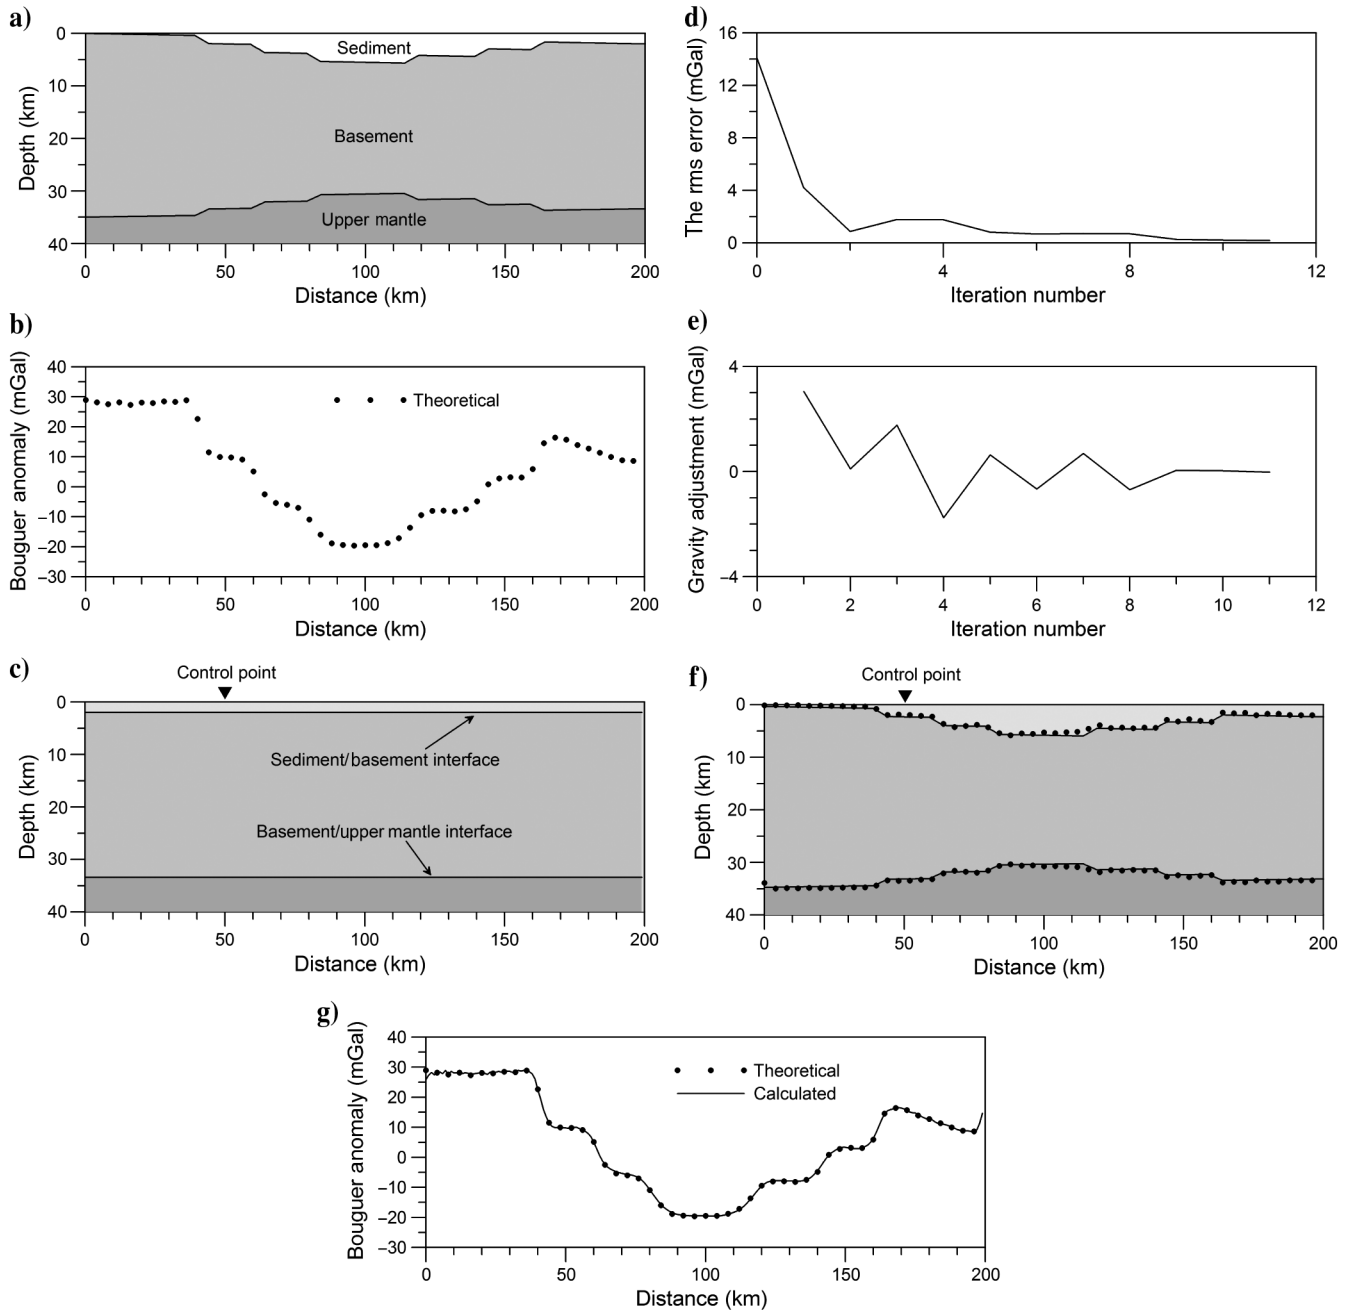 a)
0
10
20
30
40
Depth (km)
Sediment
Basement
Upper mantle
0 50 100 150 200
Distance (km)
d)
16
12
8
4
0
The rms error (mGal)
0 4 8 12
Iteration number
b)
40
30
20
10
0
−10
−20
−30
Bouguer anomaly (mGal)
Theoretical
0 50 100 150 200
Distance (km)
e)
4
0
−4
Gravity adjustment (mGal)
0 2 4 6 8 10 12
Iteration number
c)
Control point
0
10
20
30
40
Depth (km)
Sediment/basement interface
Basement/upper mantle interface
0 50 100 150 200
Distance (km)
f)
Control point
0
10
20
30
40
Depth (km)
0 50 100 150 200
Distance (km)
g)
40
30
20
10
0
−10
−20
−30
Bouguer anomaly (mGal)
Theoretical
Calculated
0 50 100 150 200
Distance (km)